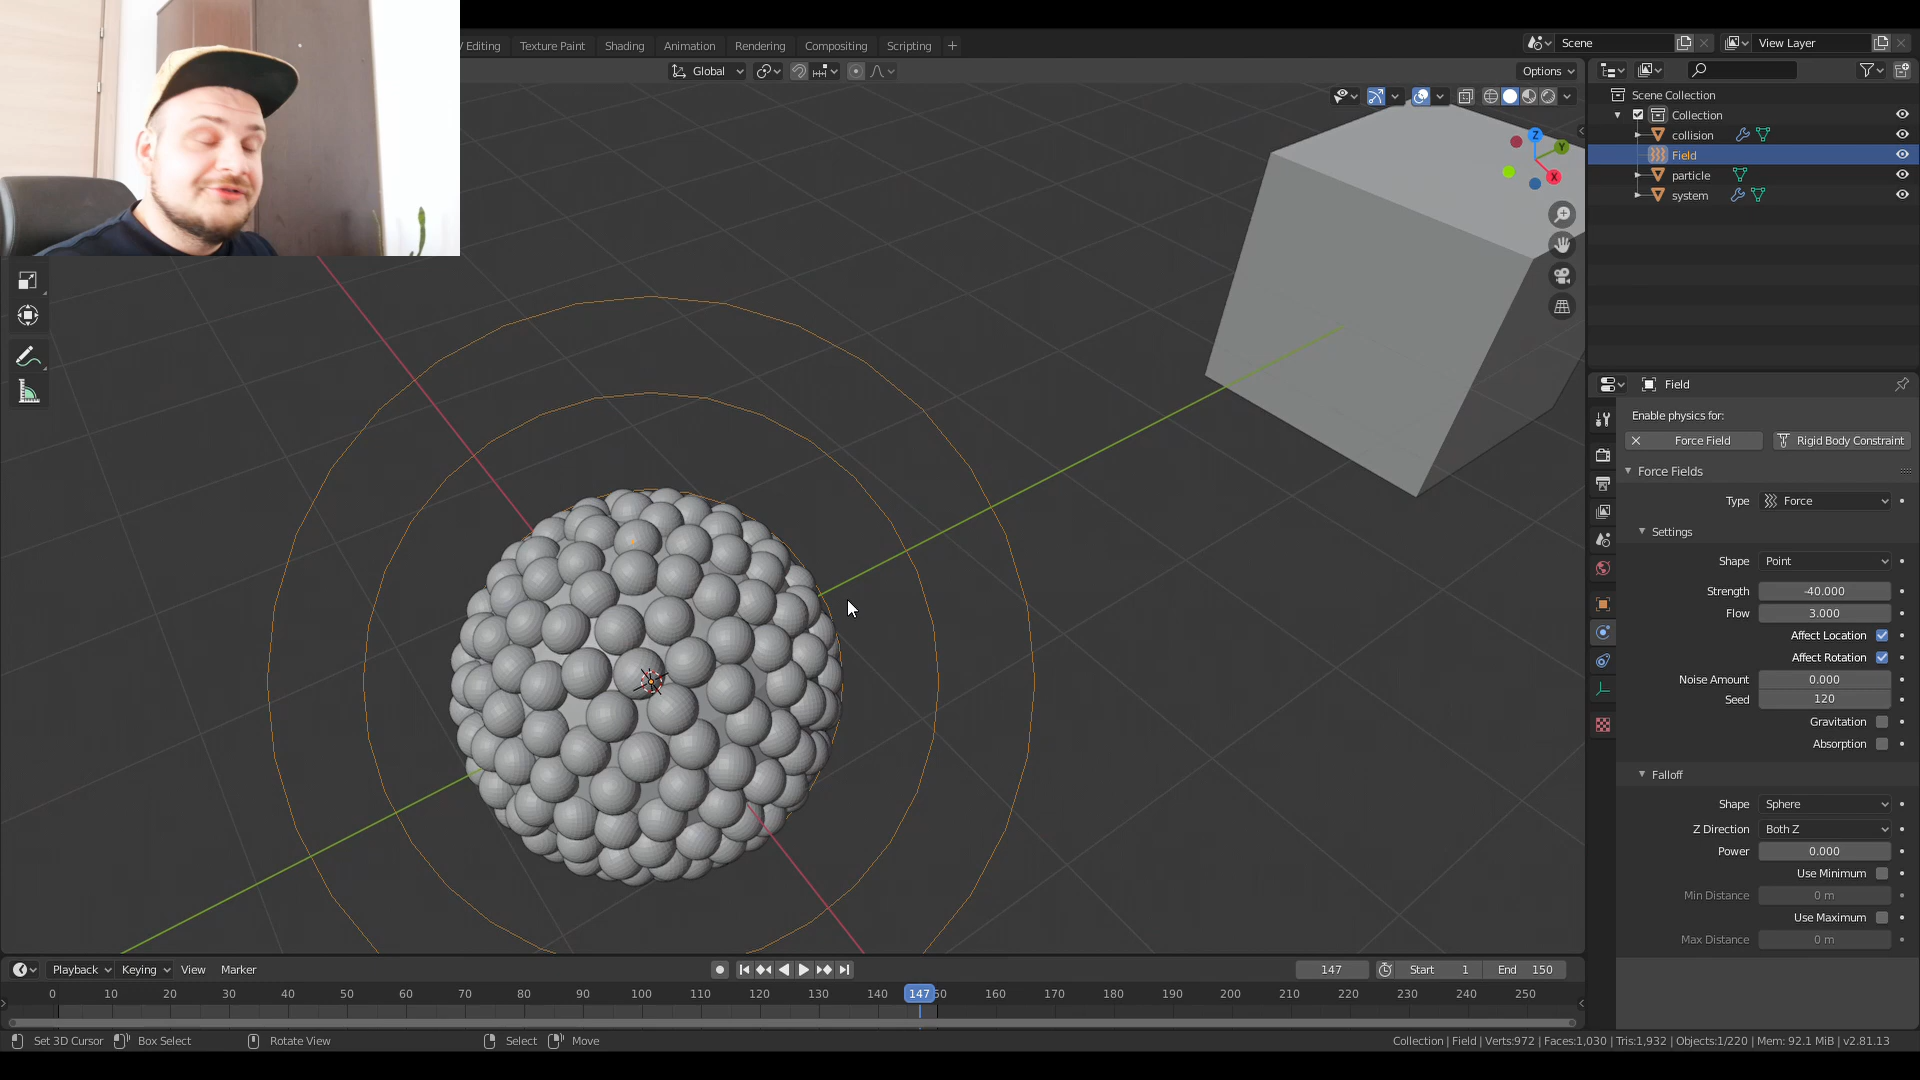 Editing Texture Paint Shading Animation Rendering Compositing Scripting + Scene View Layer
Global Options
Scene Collection
Collection
collision
Field
particle
system
Z
Y
X
Field
Enable physics for:
Force Field Rigid Body Constraint
Force Fields
Type Force
Settings
Shape Point
Strength -40.000
Flow 3.000
Affect Location
Affect Rotation
Noise Amount 0.000
Seed 120
Gravitation
Absorption
Falloff
Shape Sphere
Z Direction Both Z
Power 0.000
Use Minimum
Min Distance 0 m
Use Maximum
Max Distance 0 m
Playback Keying View Marker 147 Start 1 End 150
0 10 20 30 40 50 60 70 80 90 100 110 120 130 140 147 50 160 170 180 190 200 210 220 230 240 250
Set 3D Cursor Box Select Rotate View Select Move Collection | Field | Verts:972 | Faces:1,030 | Tris:1,932 | Objects:1/220 | Mem: 92.1 MiB | v2.81.13